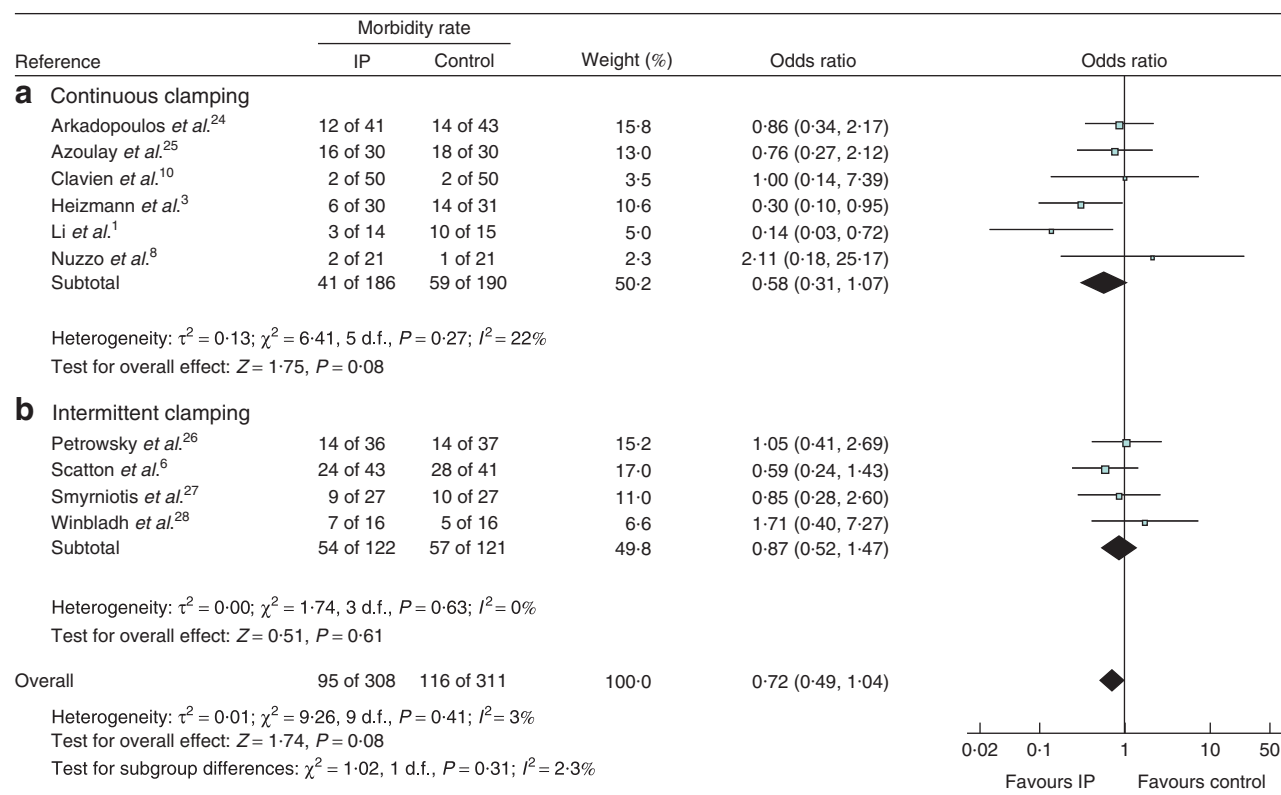 Morbidity rate
Reference IP Control Weight (%) Odds ratio Odds ratio
a Continuous clamping
Arkadopoulos et al.24 12 of 41 14 of 43 15·8 0·86 (0·34, 2·17)
Azoulay et al.25 16 of 30 18 of 30 13·0 0·76 (0·27, 2·12)
Clavien et al.10 2 of 50 2 of 50 3·5 1·00 (0·14, 7·39)
Heizmann et al.3 6 of 30 14 of 31 10·6 0·30 (0·10, 0·95)
Li et al.1 3 of 14 10 of 15 5·0 0·14 (0·03, 0·72)
Nuzzo et al.8 2 of 21 1 of 21 2·3 2·11 (0·18, 25·17)
Subtotal 41 of 186 59 of 190 50·2 0·58 (0·31, 1·07)
Heterogeneity: τ2 = 0·13; χ2 = 6·41, 5 d.f., P = 0·27; I2 = 22%
Test for overall effect: Z = 1·75, P = 0·08
b Intermittent clamping
Petrowsky et al.26 14 of 36 14 of 37 15·2 1·05 (0·41, 2·69)
Scatton et al.6 24 of 43 28 of 41 17·0 0·59 (0·24, 1·43)
Smyrniotis et al.27 9 of 27 10 of 27 11·0 0·85 (0·28, 2·60)
Winbladh et al.28 7 of 16 5 of 16 6·6 1·71 (0·40, 7·27)
Subtotal 54 of 122 57 of 121 49·8 0·87 (0·52, 1·47)
Heterogeneity: τ2 = 0·00; χ2 = 1·74, 3 d.f., P = 0·63; I2 = 0%
Test for overall effect: Z = 0·51, P = 0·61
Overall 95 of 308 116 of 311 100·0 0·72 (0·49, 1·04)
Heterogeneity: τ2 = 0·01; χ2 = 9·26, 9 d.f., P = 0·41; I2 = 3%
Test for overall effect: Z = 1·74, P = 0·08
Test for subgroup differences: χ2 = 1·02, 1 d.f., P = 0·31; I2 = 2·3%
0·02 0·1 1 10 50
Favours IP Favours control